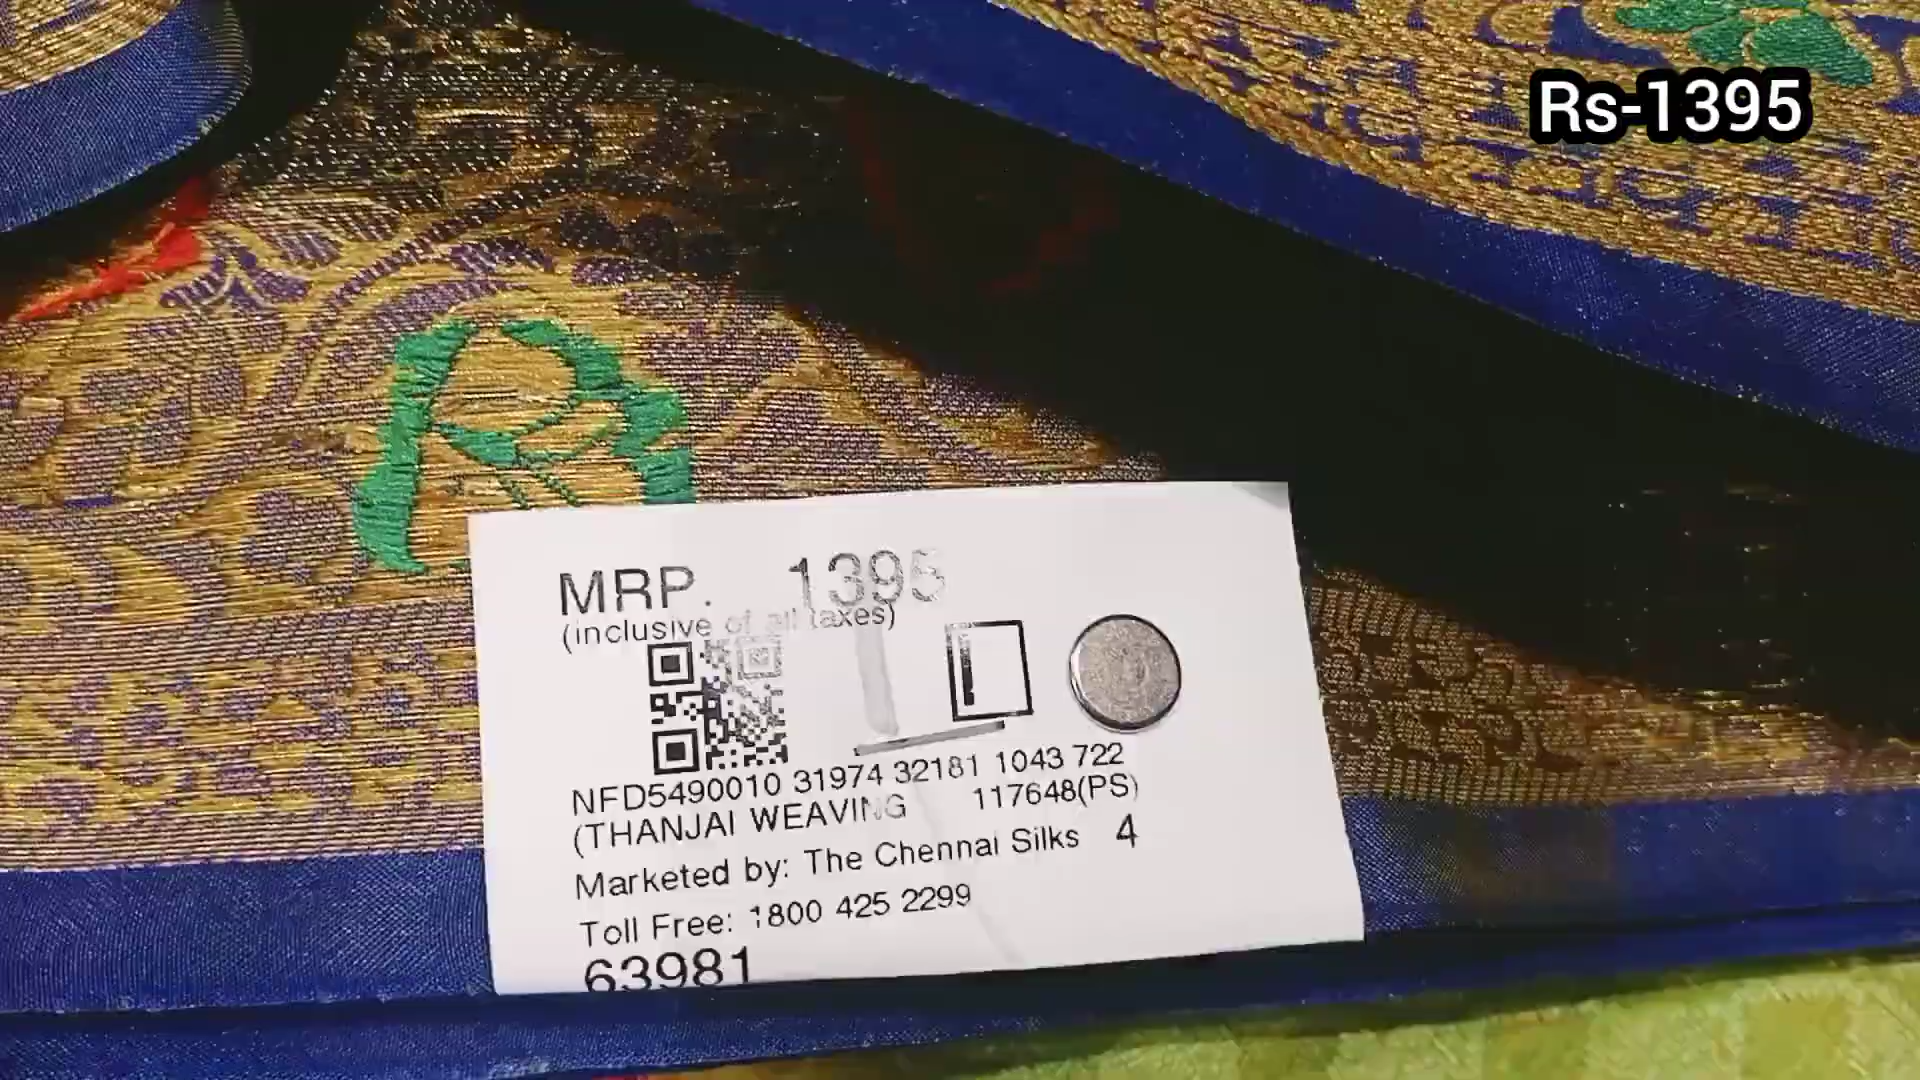 Rs-1395
MRP. 1395
(inclusive of all taxes)
NFD5490010 31974 32181 1043 722
(THANJAI WEAVING 117648(PS)
Marketed by: The Chennai Silks 4
Toll Free: 1800 425 2299
63981